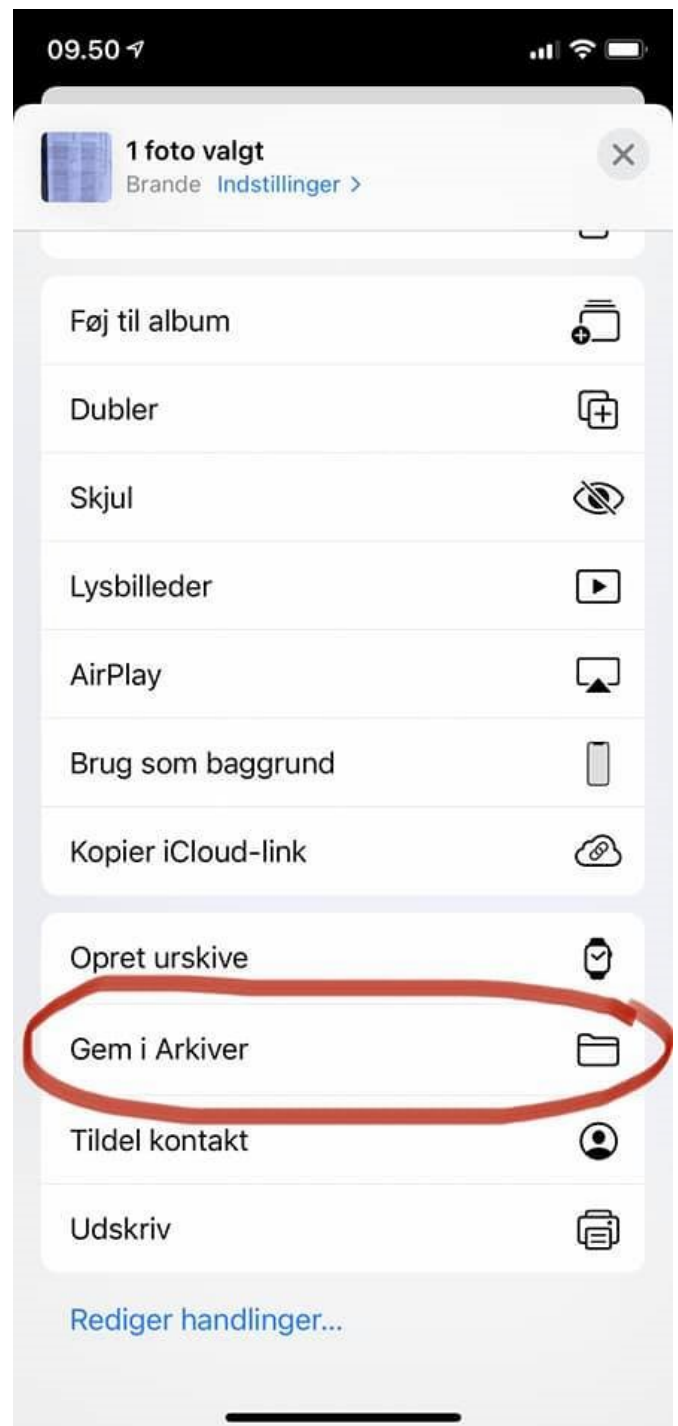 09.50
1 foto valgt
Brande Indstillinger >
Føj til album
Dubler
Skjul
Lysbilleder
AirPlay
Brug som baggrund
Kopier iCloud-link
Opret urskive
Gem i Arkiver
Tildel kontakt
Udskriv
Rediger handlinger...